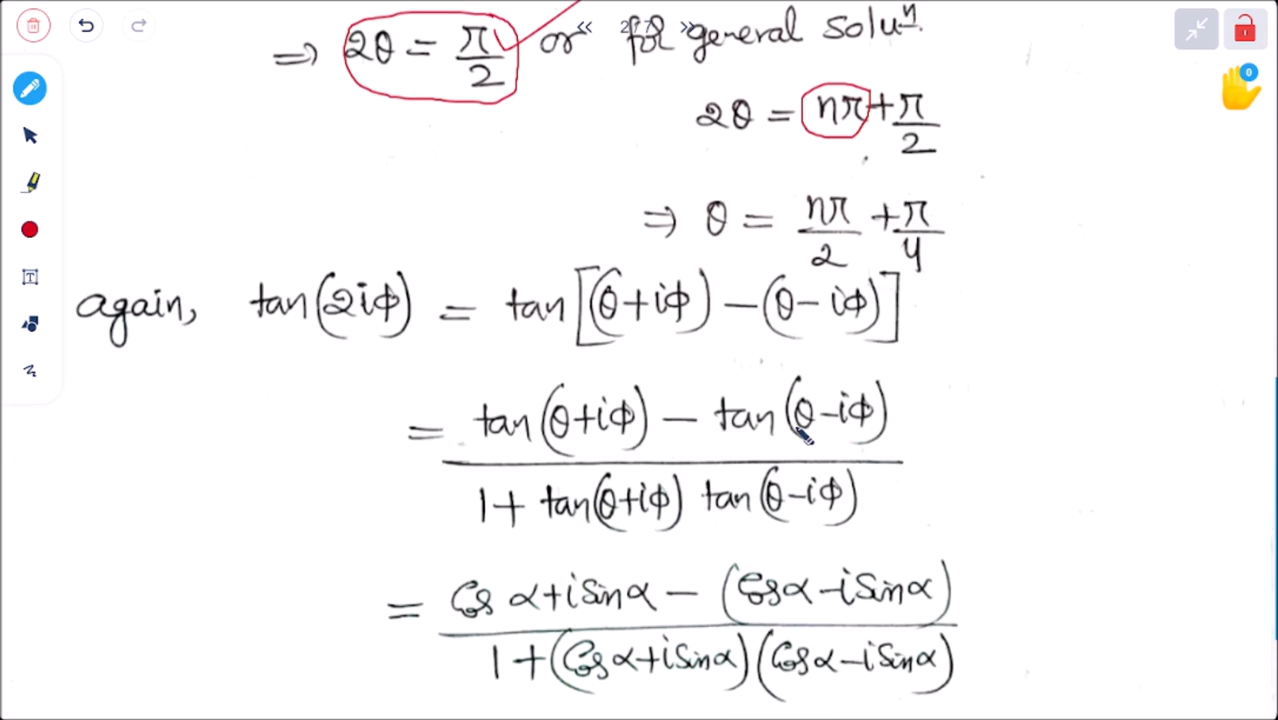 ⇒ 2θ = π/2 or for general soluⁿ.
2θ = nπ + π/2
⇒ θ = nπ/2 + π/4
again, tan(2iϕ) = tan[(θ+iϕ) − (θ−iϕ)]
= tan(θ+iϕ) − tan(θ−iϕ) / 1 + tan(θ+iϕ) tan(θ−iϕ)
= Cos α + i Sin α − (Cos α − i Sin α) / 1 + (Cos α + i Sin α)(Cos α − i Sin α)
0